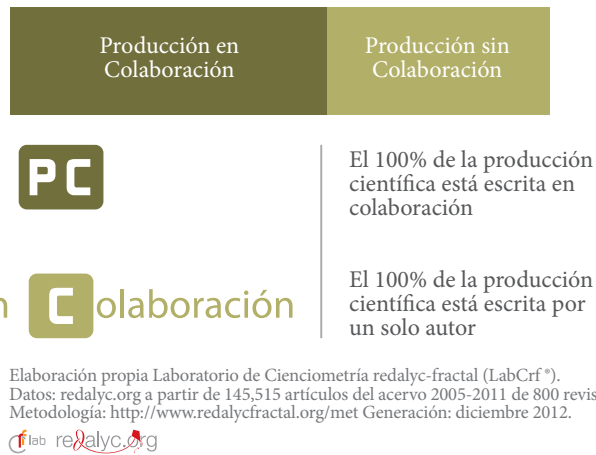 Producción en
Colaboración
Producción sin
Colaboración
PC
El 100% de la producción
científica está escrita en
colaboración
Colaboración
El 100% de la producción
científica está escrita por
un solo autor
Elaboración propia Laboratorio de Cienciometría redalyc-fractal (LabCrf ®).
Datos: redalyc.org a partir de 145,515 artículos del acervo 2005-2011 de 800
Metodología: http://www.redalycfractal.org/met Generación: diciembre 2012.
lab redalyc.org